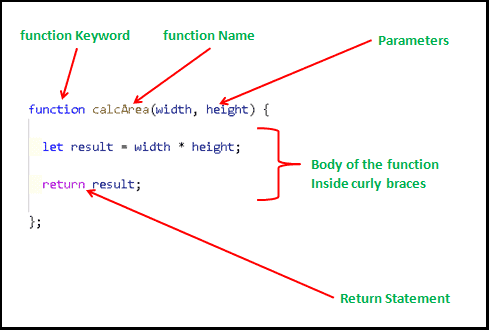 function Keyword
function Name
Parameters
function calcArea(width, height) {
let result = width * height;
return result;
};
Body of the function
Inside curly braces
Return Statement